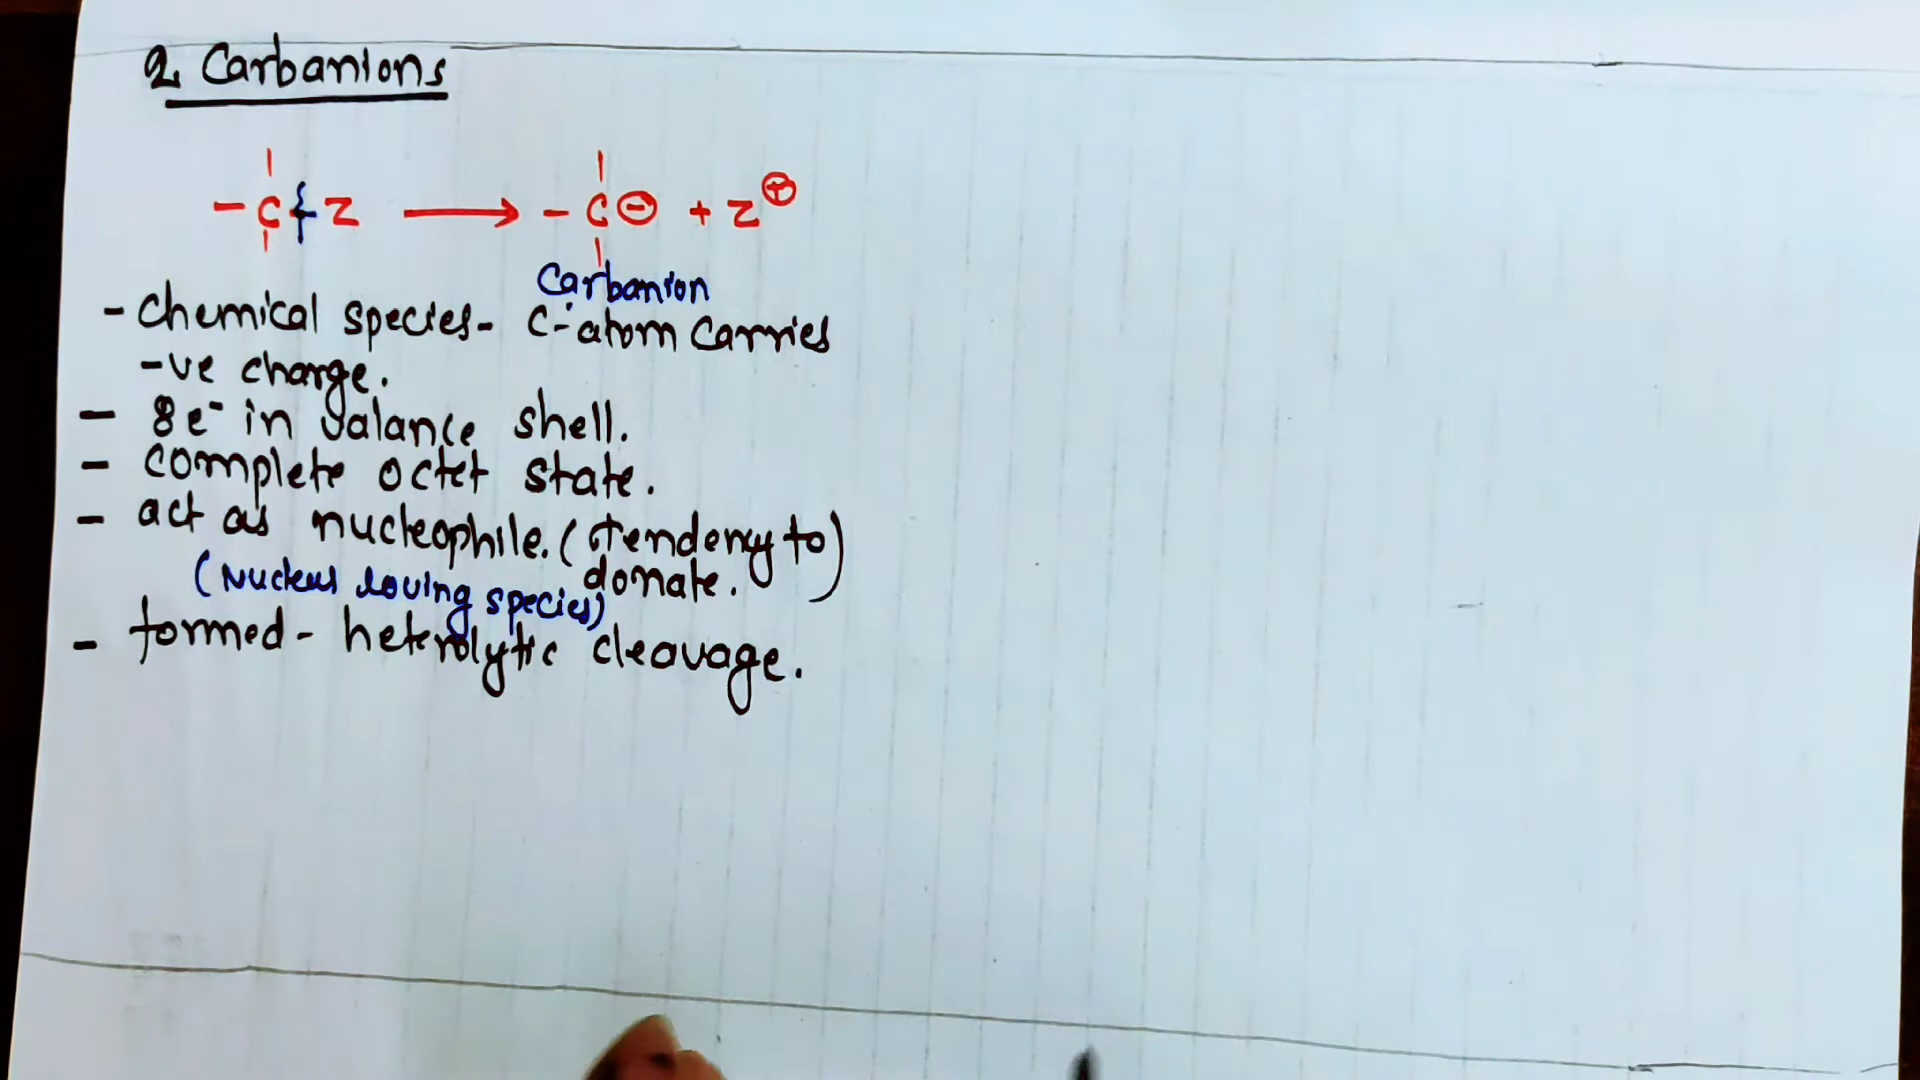 2 Carbanions
- C - Z → - C ⊖ + Z ⊕
Carbanion
- Chemical species - C-atom Carries
-ve charge.
- 8e⁻ in valance shell.
- complete octet state.
- act as nucleophile. (tendency to)
(Nucleus loving species) donate.
- formed - heterolytic cleavage.